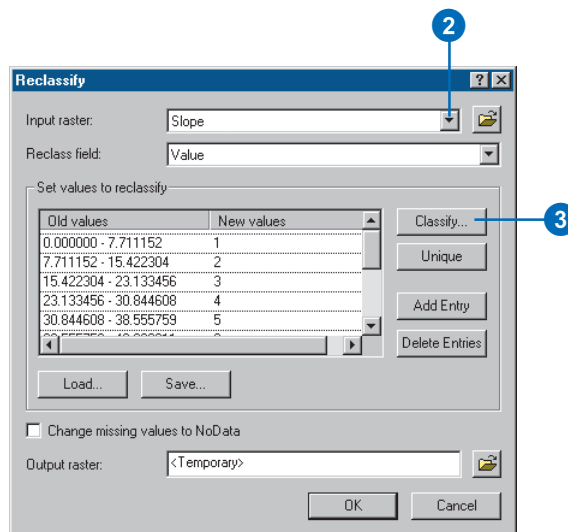 2
Reclassify
Input raster:
Slope
Reclass field:
Value
Set values to reclassify
Old values New values
0.000000 - 7.711152 1
7.711152 - 15.422304 2
15.422304 - 23.133456 3
23.133456 - 30.844608 4
30.844608 - 38.555759 5
Classify...
3
Unique
Add Entry
Delete Entries
Load...
Save...
Change missing values to NoData
Output raster:
<Temporary>
OK
Cancel